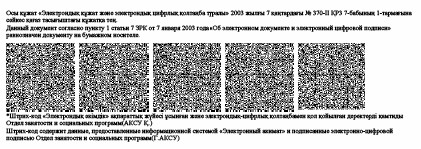 Осы құжат «Электрондық құжат және электрондық цифрлық қолтаңба туралы» 2003 жылғы 7 қаңтардағы № 370-II ҚРЗ 7-бабының 1-тармағына
сәйкес қағаз тасығыштағы құжатқа тең.
Данный документ согласно пункту 1 статьи 7 ЗРК от 7 января 2003 года «Об электронном документе и электронный цифровой подписи»
равнозначен документу на бумажном носителе.
*Штрих-код «Электрондық әкімдік» ақпараттық жүйесі ұсынған және электрондық-цифрлық қолтаңбамен қол қойылған деректерді қамтиды
Отдел занятости и социальных программ(АКСУ Қ.)
Штрих-код содержит данные, предоставленные информационной системой «Электронный акимат» и подписанные электронно-цифровой
подписью Отдел занятости и социальных программ(Г.АКСУ)